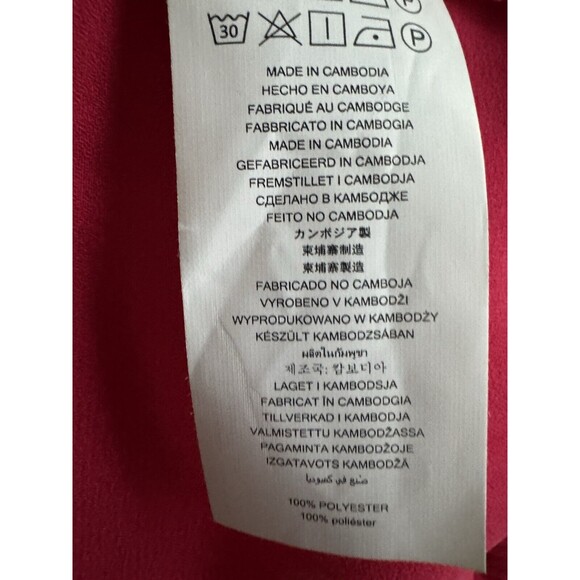 30 P
MADE IN CAMBODIA
HECHO EN CAMBOYA
FABRIQUÉ AU CAMBODGE
FABBRICATO IN CAMBOGIA
MADE IN CAMBODIA
GEFABRICEERD IN CAMBODJA
FREMSTILLET I CAMBODJA
СДЕЛАНО В КАМБОДЖЕ
FEITO NO CAMBODJA
カンボジア製
柬埔寨制造
柬埔寨製造
FABRICADO NO CAMBOJA
VYROBENO V KAMBODŽI
WYPRODUKOWANO W KAMBODŻY
KÉSZÜLT KAMBODZSÁBAN
ผลิตในกัมพูชา
제조국: 캄보디아
LAGET I KAMBODSJA
FABRICAT ÎN CAMBODGIA
TILLVERKAD I KAMBODJA
VALMISTETTU KAMBODŽASSA
PAGAMINTA KAMBODŽOJE
IZGATAVOTS KAMBODŽĀ
صنع في كمبوديا
100% POLYESTER
100% poliéster